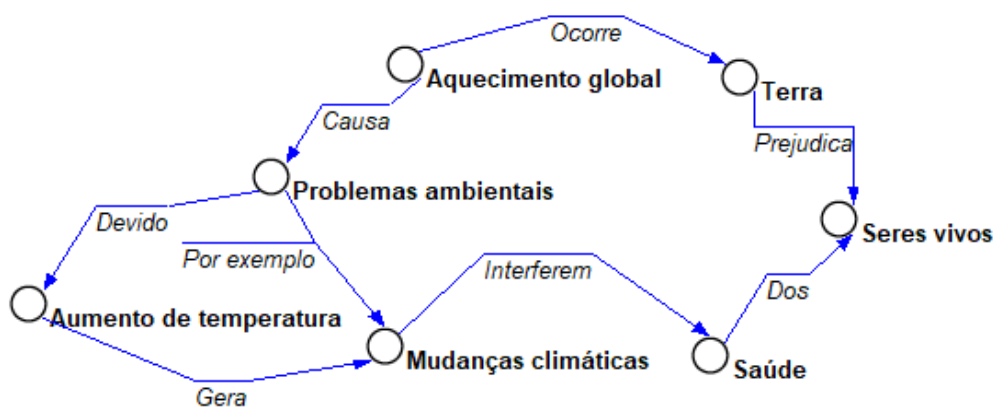 Ocorre
Aquecimento global
Terra
Causa
Prejudica
Problemas ambientais
Devido
Seres vivos
Por exemplo
Interferem
Dos
Aumento de temperatura
Mudanças climáticas
Saúde
Gera